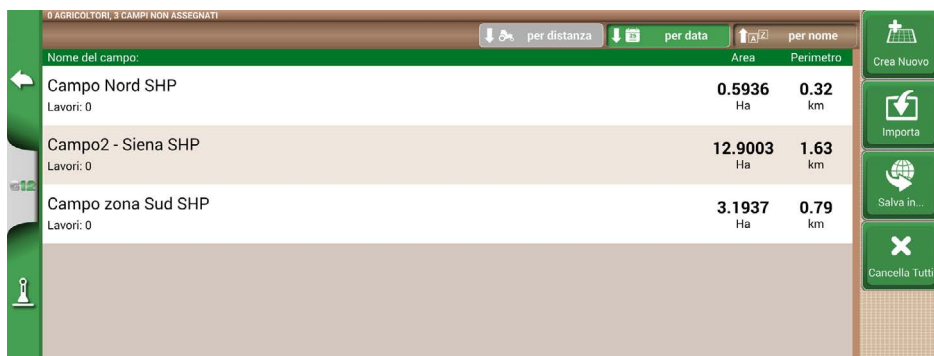 0 AGRICOLTORI, 3 CAMPI NON ASSEGNATI
per distanza
per data
per nome
Nome del campo: Area Perimetro
Campo Nord SHP
Lavori: 0
0.5936 0.32
Ha km
Campo2 - Siena SHP
Lavori: 0
12.9003 1.63
Ha km
Campo zona Sud SHP
Lavori: 0
3.1937 0.79
Ha km
Crea Nuovo
Importa
Salva in...
Cancella Tutti